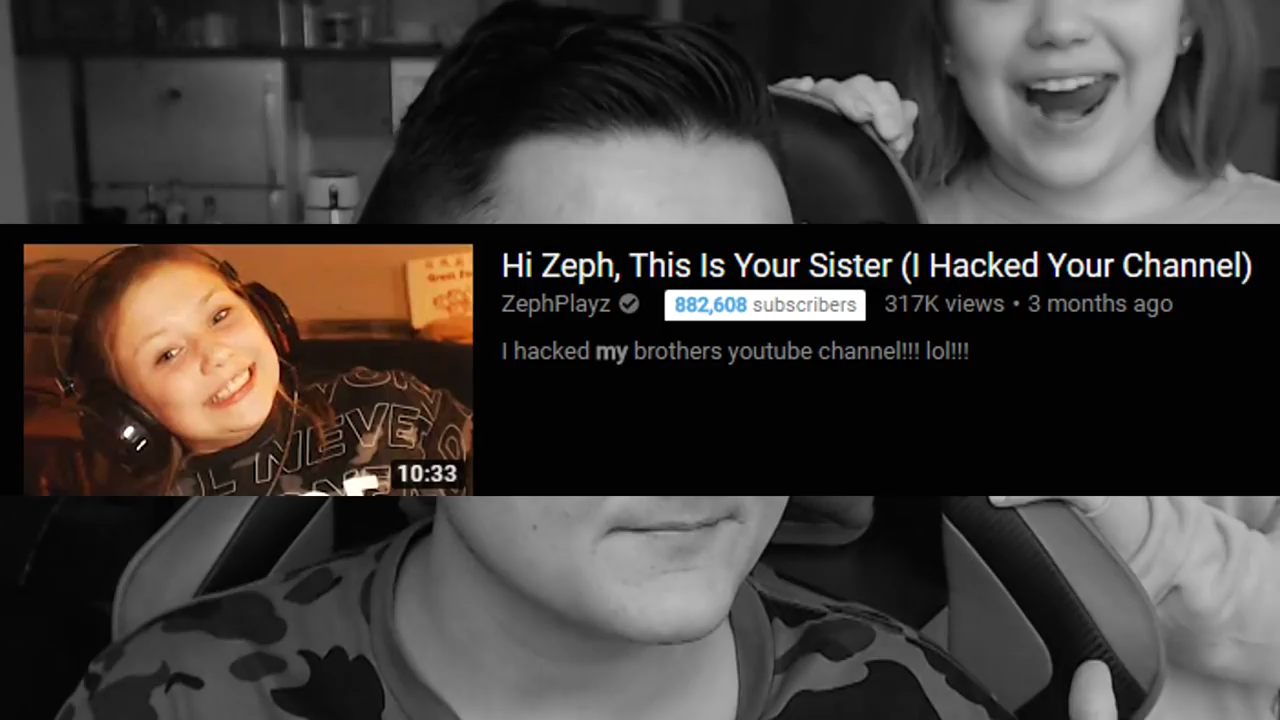 Hi Zeph, This Is Your Sister (I Hacked Your Channel)
ZephPlayz 882,608 subscribers 317K views • 3 months ago
I hacked my brothers youtube channel!!! lol!!!
NEVE
10:33